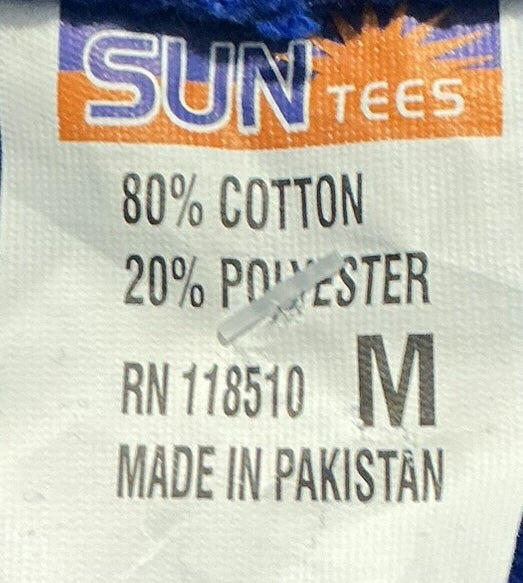 SUN TEES
80% COTTON
20% POLYESTER
RN 118510 M
MADE IN PAKISTAN